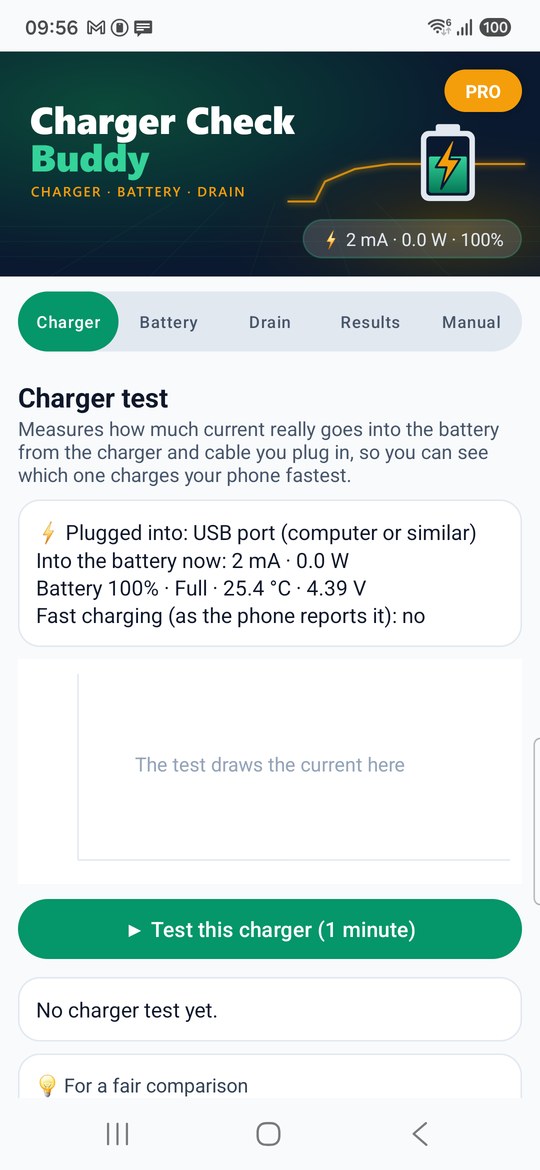 09:56
6
100
PRO
Charger Check
Buddy
CHARGER · BATTERY · DRAIN
⚡ 2 mA · 0.0 W · 100%
Charger
Battery
Drain
Results
Manual
Charger test
Measures how much current really goes into the battery
from the charger and cable you plug in, so you can see
which one charges your phone fastest.
⚡ Plugged into: USB port (computer or similar)
Into the battery now: 2 mA · 0.0 W
Battery 100% · Full · 25.4 °C · 4.39 V
Fast charging (as the phone reports it): no
The test draws the current here
► Test this charger (1 minute)
No charger test yet.
💡 For a fair comparison